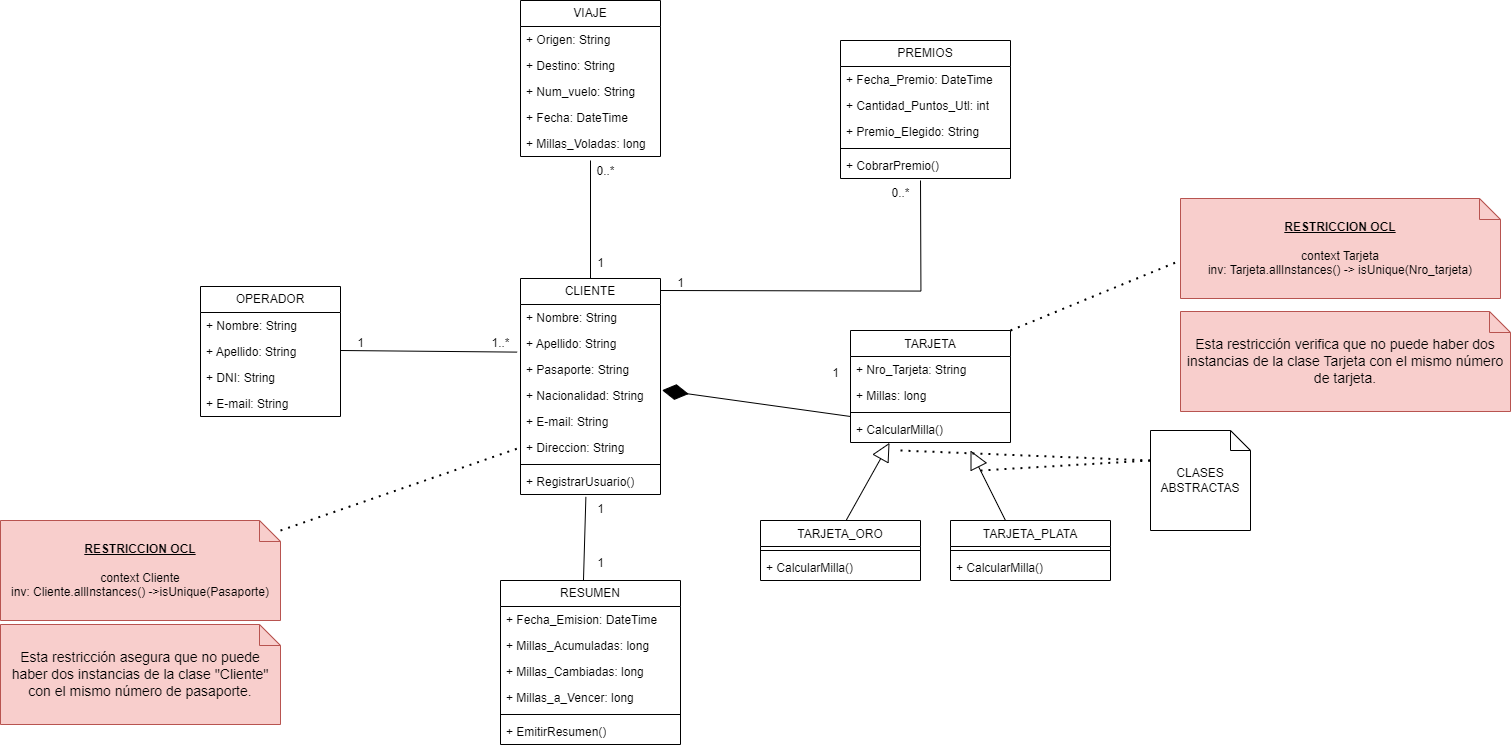 VIAJE
+ Origen: String
+ Destino: String
+ Num_vuelo: String
+ Fecha: DateTime
+ Millas_Voladas: long
0..*
1
PREMIOS
+ Fecha_Premio: DateTime
+ Cantidad_Puntos_Utl: int
+ Premio_Elegido: String
+ CobrarPremio()
0..*
1
RESTRICCION OCL
context Tarjeta
inv: Tarjeta.allInstances() -> isUnique(Nro_tarjeta)
Esta restricción verifica que no puede haber dos
instancias de la clase Tarjeta con el mismo número
de tarjeta.
OPERADOR
+ Nombre: String
+ Apellido: String
+ DNI: String
+ E-mail: String
1
1..*
CLIENTE
+ Nombre: String
+ Apellido: String
+ Pasaporte: String
+ Nacionalidad: String
+ E-mail: String
+ Direccion: String
+ RegistrarUsuario()
1
TARJETA
+ Nro_Tarjeta: String
+ Millas: long
+ CalcularMilla()
CLASES
ABSTRACTAS
TARJETA_ORO
+ CalcularMilla()
TARJETA_PLATA
+ CalcularMilla()
1
1
RESUMEN
+ Fecha_Emision: DateTime
+ Millas_Acumuladas: long
+ Millas_Cambiadas: long
+ Millas_a_Vencer: long
+ EmitirResumen()
RESTRICCION OCL
context Cliente
inv: Cliente.allInstances() ->isUnique(Pasaporte)
Esta restricción asegura que no puede
haber dos instancias de la clase "Cliente"
con el mismo número de pasaporte.